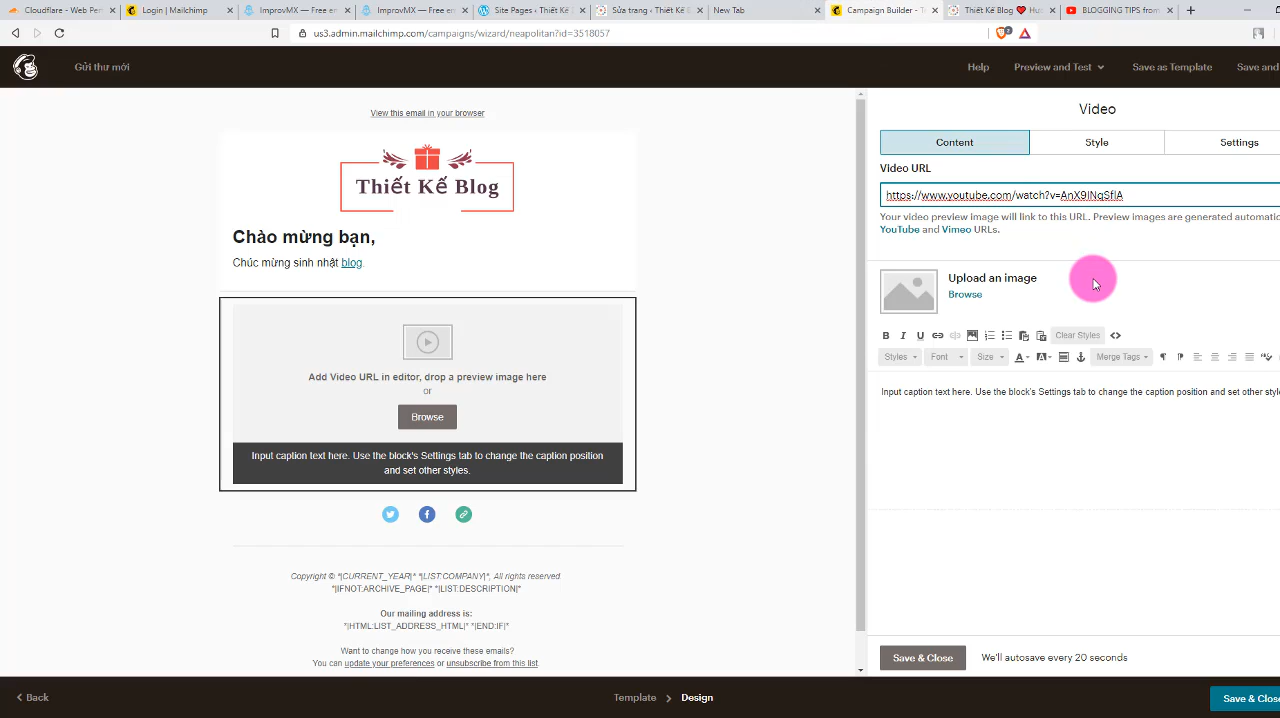 Cloudflare - Web Per
Login | Mailchimp
ImprovMX — Free em
ImprovMX — Free em
Site Pages ‹ Thiết Kế
Sửa trang ‹ Thiết Kế B
New Tab
Campaign Builder - T
Thiết Kế Blog ❤ Hư
BLOGGING TIPS from
us3.admin.mailchimp.com/campaigns/wizard/neapolitan?id=3518057
Gửi thư mới
Help
Preview and Test
Save as Template
Save and
View this email in your browser
Thiết Kế Blog
Chào mừng bạn,
Chúc mừng sinh nhật blog.
Add Video URL in editor, drop a preview image here
or
Browse
Input caption text here. Use the block's Settings tab to change the caption position
and set other styles.
Copyright © *|CURRENT_YEAR|* *|LIST:COMPANY|*, All rights reserved.
*|IFNOT:ARCHIVE_PAGE|* *|LIST:DESCRIPTION|*
Our mailing address is:
*|HTML:LIST_ADDRESS_HTML|* *|END:IF|*
Want to change how you receive these emails?
You can update your preferences or unsubscribe from this list.
Video
Content
Style
Settings
Video URL
https://www.youtube.com/watch?v=AnX9INqSflA
Your video preview image will link to this URL. Preview images are generated automatic
YouTube and Vimeo URLs.
Upload an image
Browse
B I U
Clear Styles
Styles
Font
Size
A
A
Merge Tags
Input caption text here. Use the block's Settings tab to change the caption position and set other style
Save & Close
We'll autosave every 20 seconds
Back
Template
Design
Save & Close